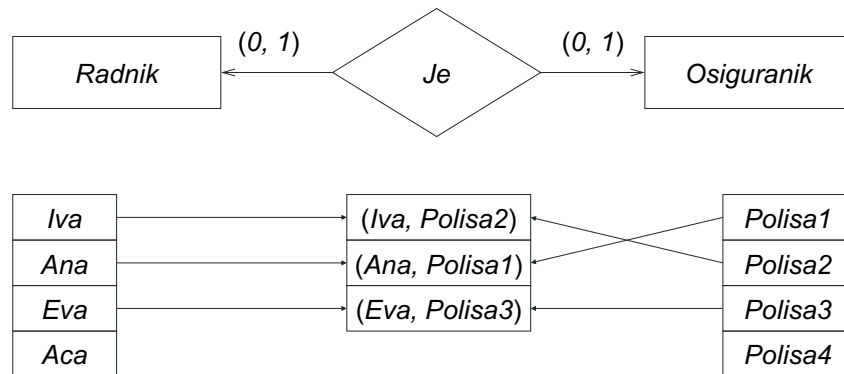 (0, 1) (0, 1)
Radnik Je Osiguranik
Iva (Iva, Polisa2) Polisa1
Ana (Ana, Polisa1) Polisa2
Eva (Eva, Polisa3) Polisa3
Aca Polisa4